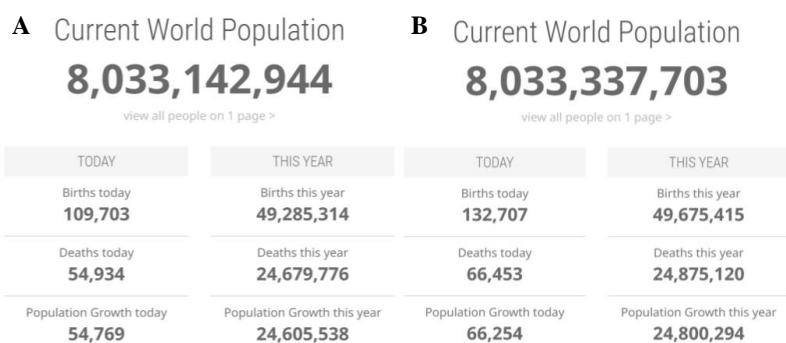 A
Current World Population
8,033,142,944
view all people on 1 page >
TODAY
THIS YEAR
Births today
109,703
Births this year
49,285,314
Deaths today
54,934
Deaths this year
24,679,776
Population Growth today
54,769
Population Growth this year
24,605,538
B
Current World Population
8,033,337,703
view all people on 1 page >
TODAY
THIS YEAR
Births today
132,707
Births this year
49,675,415
Deaths today
66,453
Deaths this year
24,875,120
Population Growth today
66,254
Population Growth this year
24,800,294